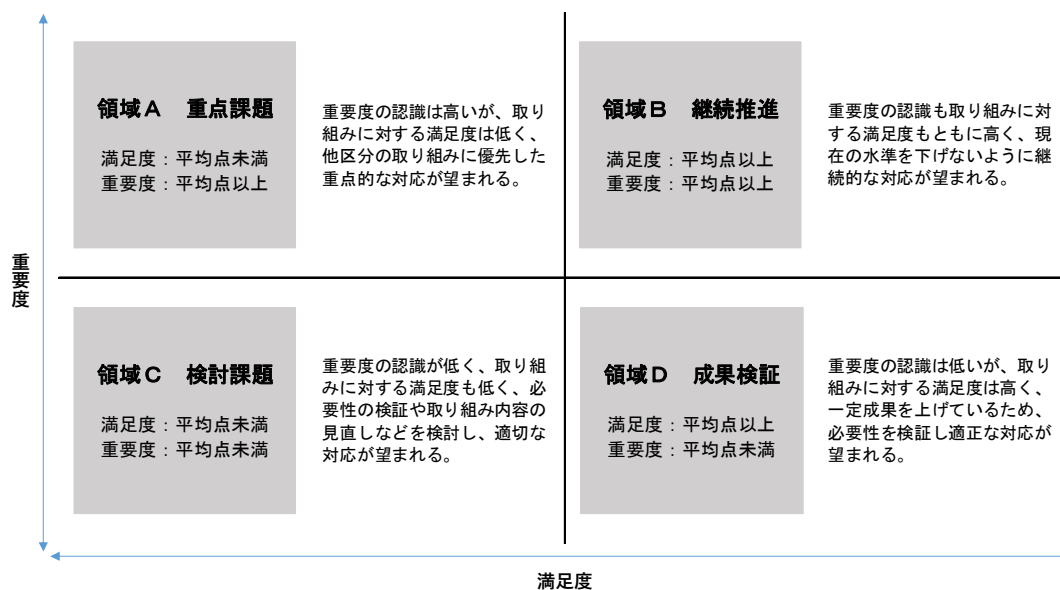 領域A 重点課題
満足度：平均点未満
重要度：平均点以上
重要度の認識は高いが、取り
組みに対する満足度は低く、
他区分の取り組みに優先した
重点的な対応が望まれる。
領域B 継続推進
満足度：平均点以上
重要度：平均点以上
重要度の認識も取り組みに対
する満足度もともに高く、現
在の水準を下げないように継
続的な対応が望まれる。
重要度
領域C 検討課題
満足度：平均点未満
重要度：平均点未満
重要度の認識が低く、取り組
みに対する満足度も低く、必
要性の検証や取り組み内容の
見直しなどを検討し、適切な
対応が望まれる。
領域D 成果検証
満足度：平均点以上
重要度：平均点未満
重要度の認識は低いが、取り
組みに対する満足度は高く、
一定成果を上げているため、
必要性を検証し適正な対応が
望まれる。
満足度